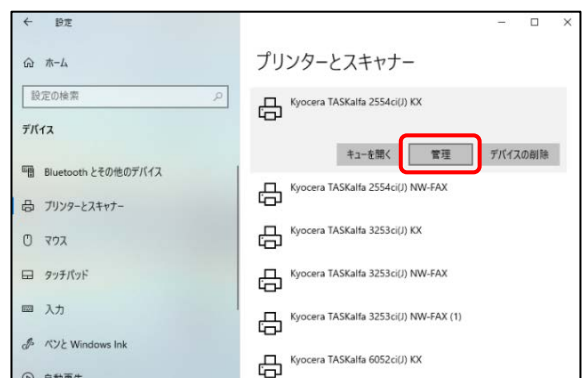 設定
ホーム
設定の検索
デバイス
Bluetooth とその他のデバイス
プリンターとスキャナー
マウス
タッチパッド
入力
ペンと Windows Ink
自動再生
プリンターとスキャナー
Kyocera TASKalfa 2554ci(J) KX
キューを開く 管理 デバイスの削除
Kyocera TASKalfa 2554ci(J) NW-FAX
Kyocera TASKalfa 3253ci(J) KX
Kyocera TASKalfa 3253ci(J) NW-FAX
Kyocera TASKalfa 3253ci(J) NW-FAX (1)
Kyocera TASKalfa 6052ci(J) KX